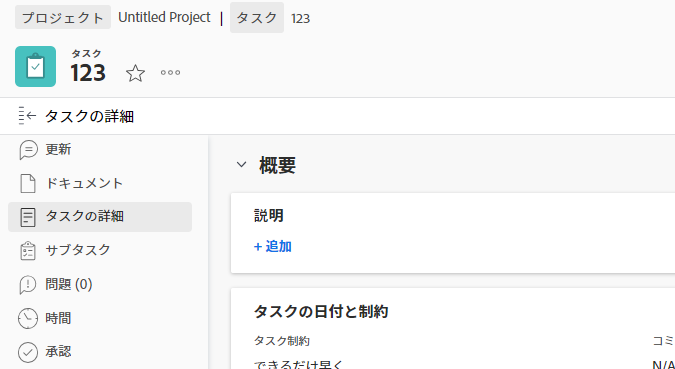 プロジェクト Untitled Project | タスク 123
タスク
123
タスクの詳細
更新
ドキュメント
タスクの詳細
サブタスク
問題 (0)
時間
承認
概要
説明
+ 追加
タスクの日付と制約
タスク制約 コミ
できるだけ早く N/A